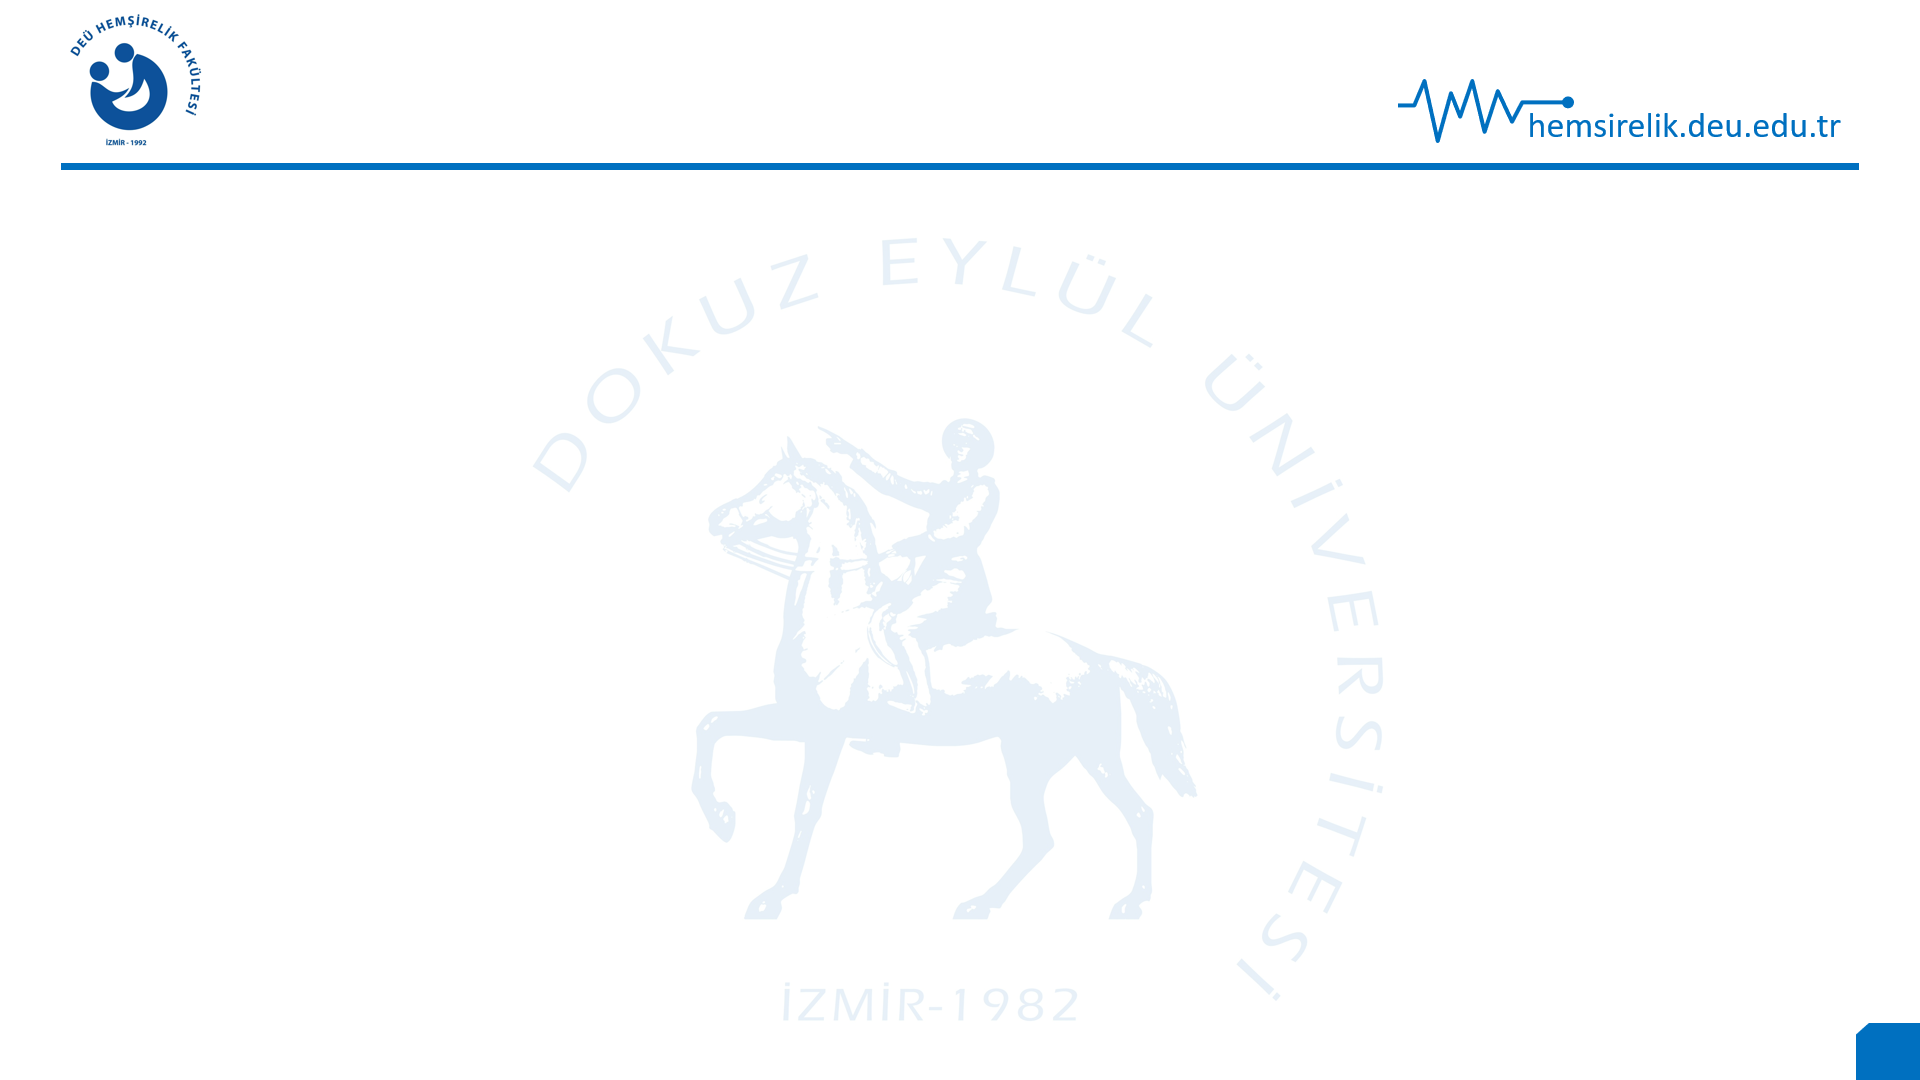 DEÜ HEMŞİRELİK FAKÜLTESİ
İZMİR - 1992
hemsirelik.deu.edu.tr
DOKUZ EYLÜL ÜNİVERSİTESİ
İZMİR-1982